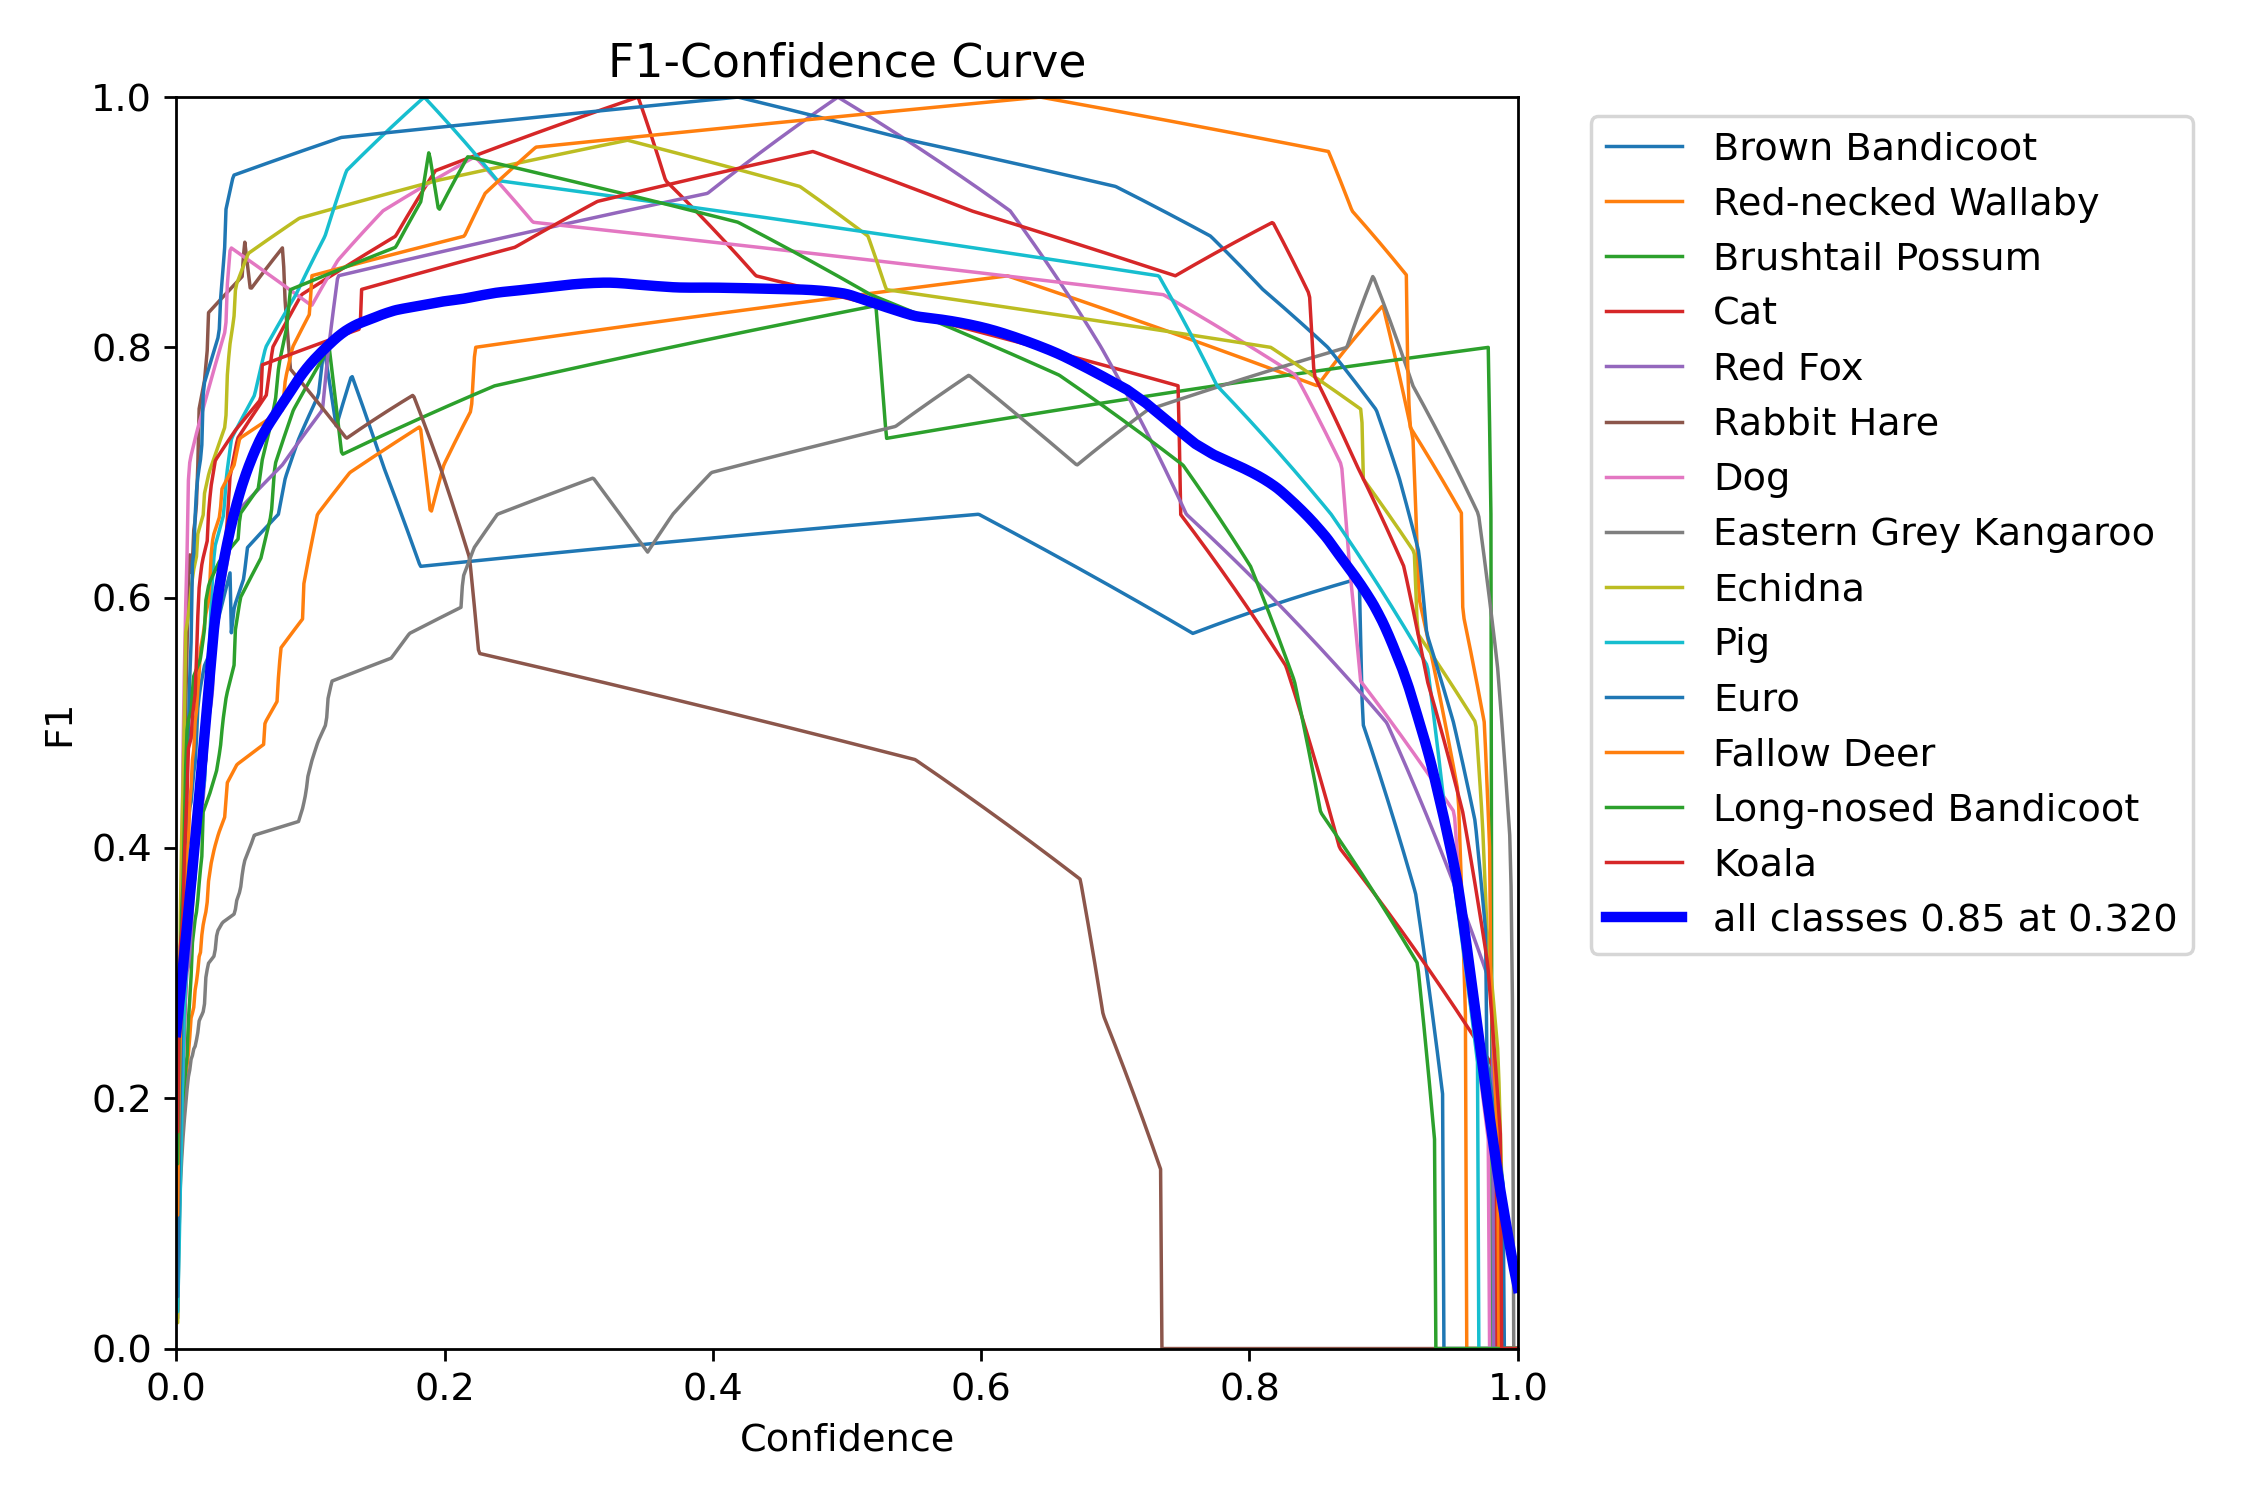 F1-Confidence Curve
1.0
0.8
0.6
0.4
0.2
0.0
F1
0.0 0.2 0.4 0.6 0.8 1.0
Confidence
Brown Bandicoot
Red-necked Wallaby
Brushtail Possum
Cat
Red Fox
Rabbit Hare
Dog
Eastern Grey Kangaroo
Echidna
Pig
Euro
Fallow Deer
Long-nosed Bandicoot
Koala
all classes 0.85 at 0.320